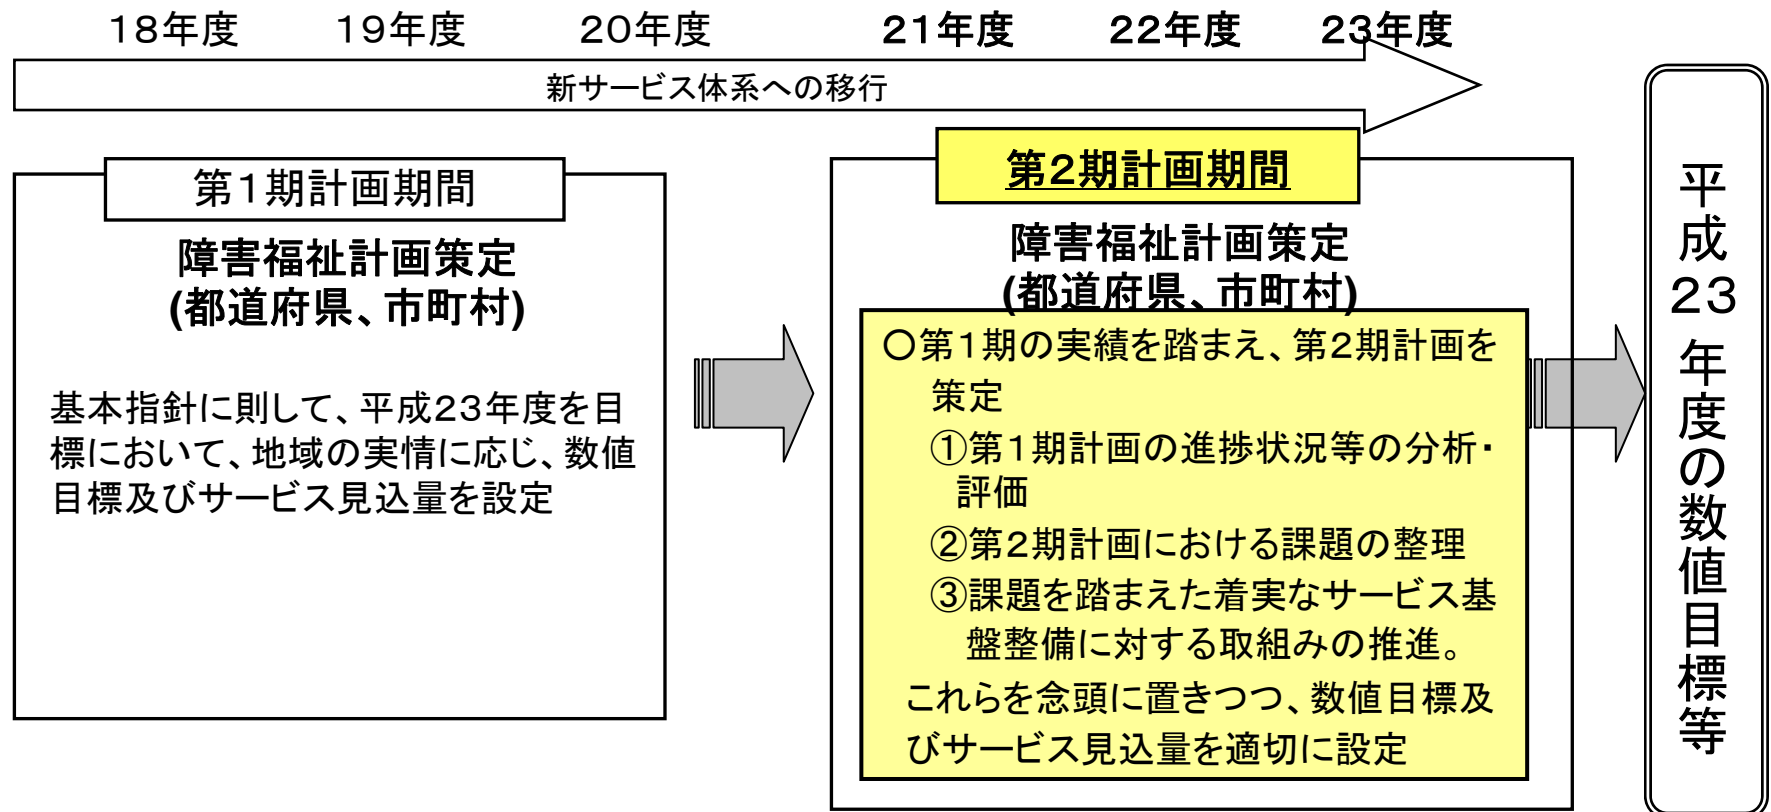 18年度 19年度 20年度 21年度 22年度 23年度
新サービス体系への移行
第1期計画期間
障害福祉計画策定
(都道府県、市町村)
基本指針に則して、平成23年度を目
標において、地域の実情に応じ、数値
目標及びサービス見込量を設定
第2期計画期間
障害福祉計画策定
(都道府県、市町村)
○第1期の実績を踏まえ、第2期計画を
策定
①第1期計画の進捗状況等の分析・
評価
②第2期計画における課題の整理
③課題を踏まえた着実なサービス基
盤整備に対する取組みの推進。
これらを念頭に置きつつ、数値目標及
びサービス見込量を適切に設定
平成23年度の数値目標等